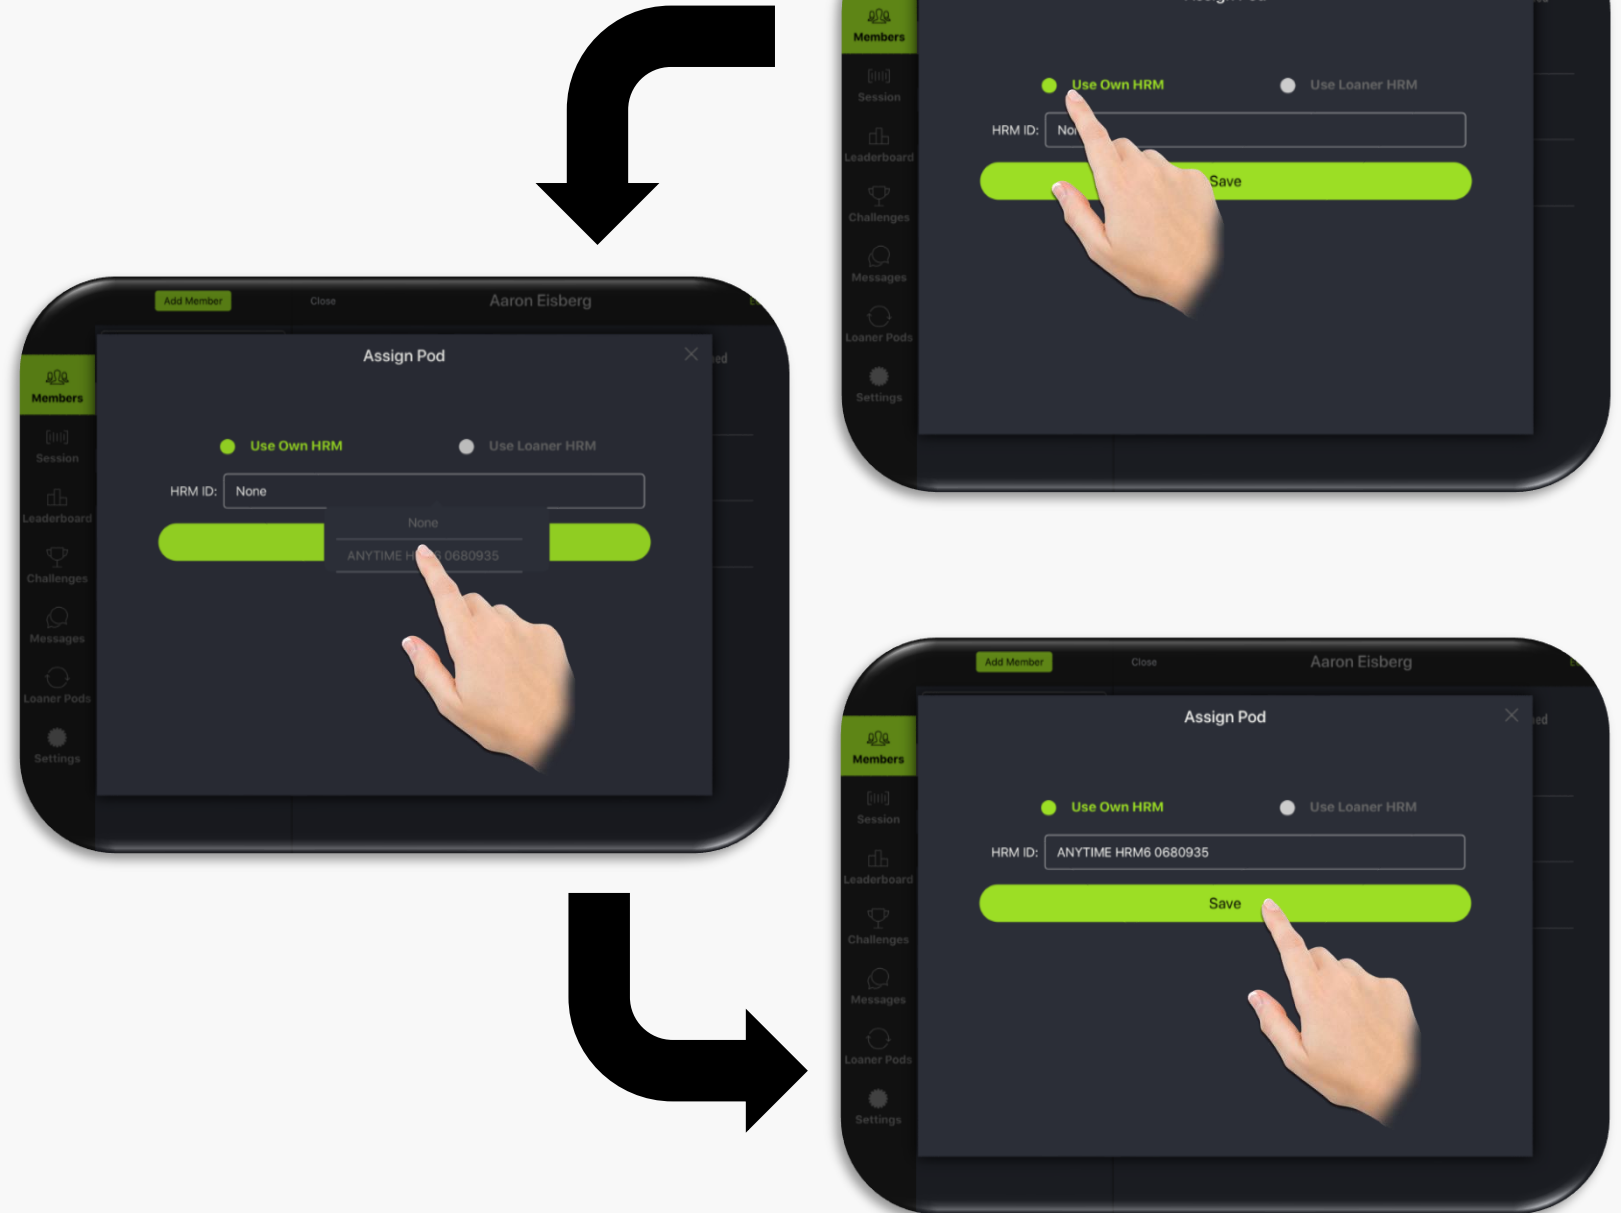 Members
Session
Leaderboard
Challenges
Messages
Loaner Pods
Settings
Use Own HRM
Use Loaner HRM
HRM ID:
Save
Add Member
Close
Aaron Eisberg
Assign Pod
Members
Session
Leaderboard
Challenges
Messages
Loaner Pods
Settings
Use Own HRM
Use Loaner HRM
HRM ID:
None
None
ANYTIME HRM6 0680935
Add Member
Close
Aaron Eisberg
Assign Pod
Members
Session
Leaderboard
Challenges
Messages
Loaner Pods
Settings
Use Own HRM
Use Loaner HRM
HRM ID:
ANYTIME HRM6 0680935
Save